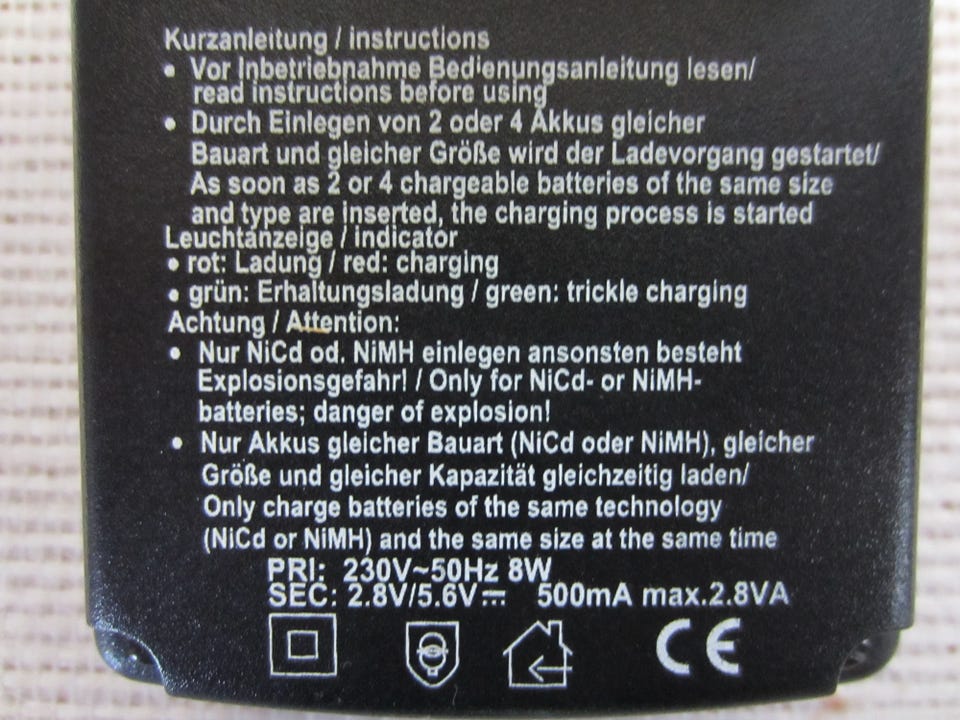 Kurzanleitung / instructions
• Vor Inbetriebnahme Bedienungsanleitung lesen/
read instructions before using
• Durch Einlegen von 2 oder 4 Akkus gleicher
Bauart und gleicher Größe wird der Ladevorgang gestartet/
As soon as 2 or 4 chargeable batteries of the same size
and type are inserted, the charging process is started
Leuchtanzeige / indicator
• rot: Ladung / red: charging
• grün: Erhaltungsladung / green: trickle charging
Achtung / Attention:
• Nur NiCd od. NiMH einlegen ansonsten besteht
Explosionsgefahr! / Only for NiCd- or NiMH-
batteries; danger of explosion!
• Nur Akkus gleicher Bauart (NiCd oder NiMH), gleicher
Größe und gleicher Kapazität gleichzeitig laden/
Only charge batteries of the same technology
(NiCd or NiMH) and the same size at the same time
PRI: 230V~50Hz 8W
SEC: 2.8V/5.6V⎓ 500mA max.2.8VA
CE